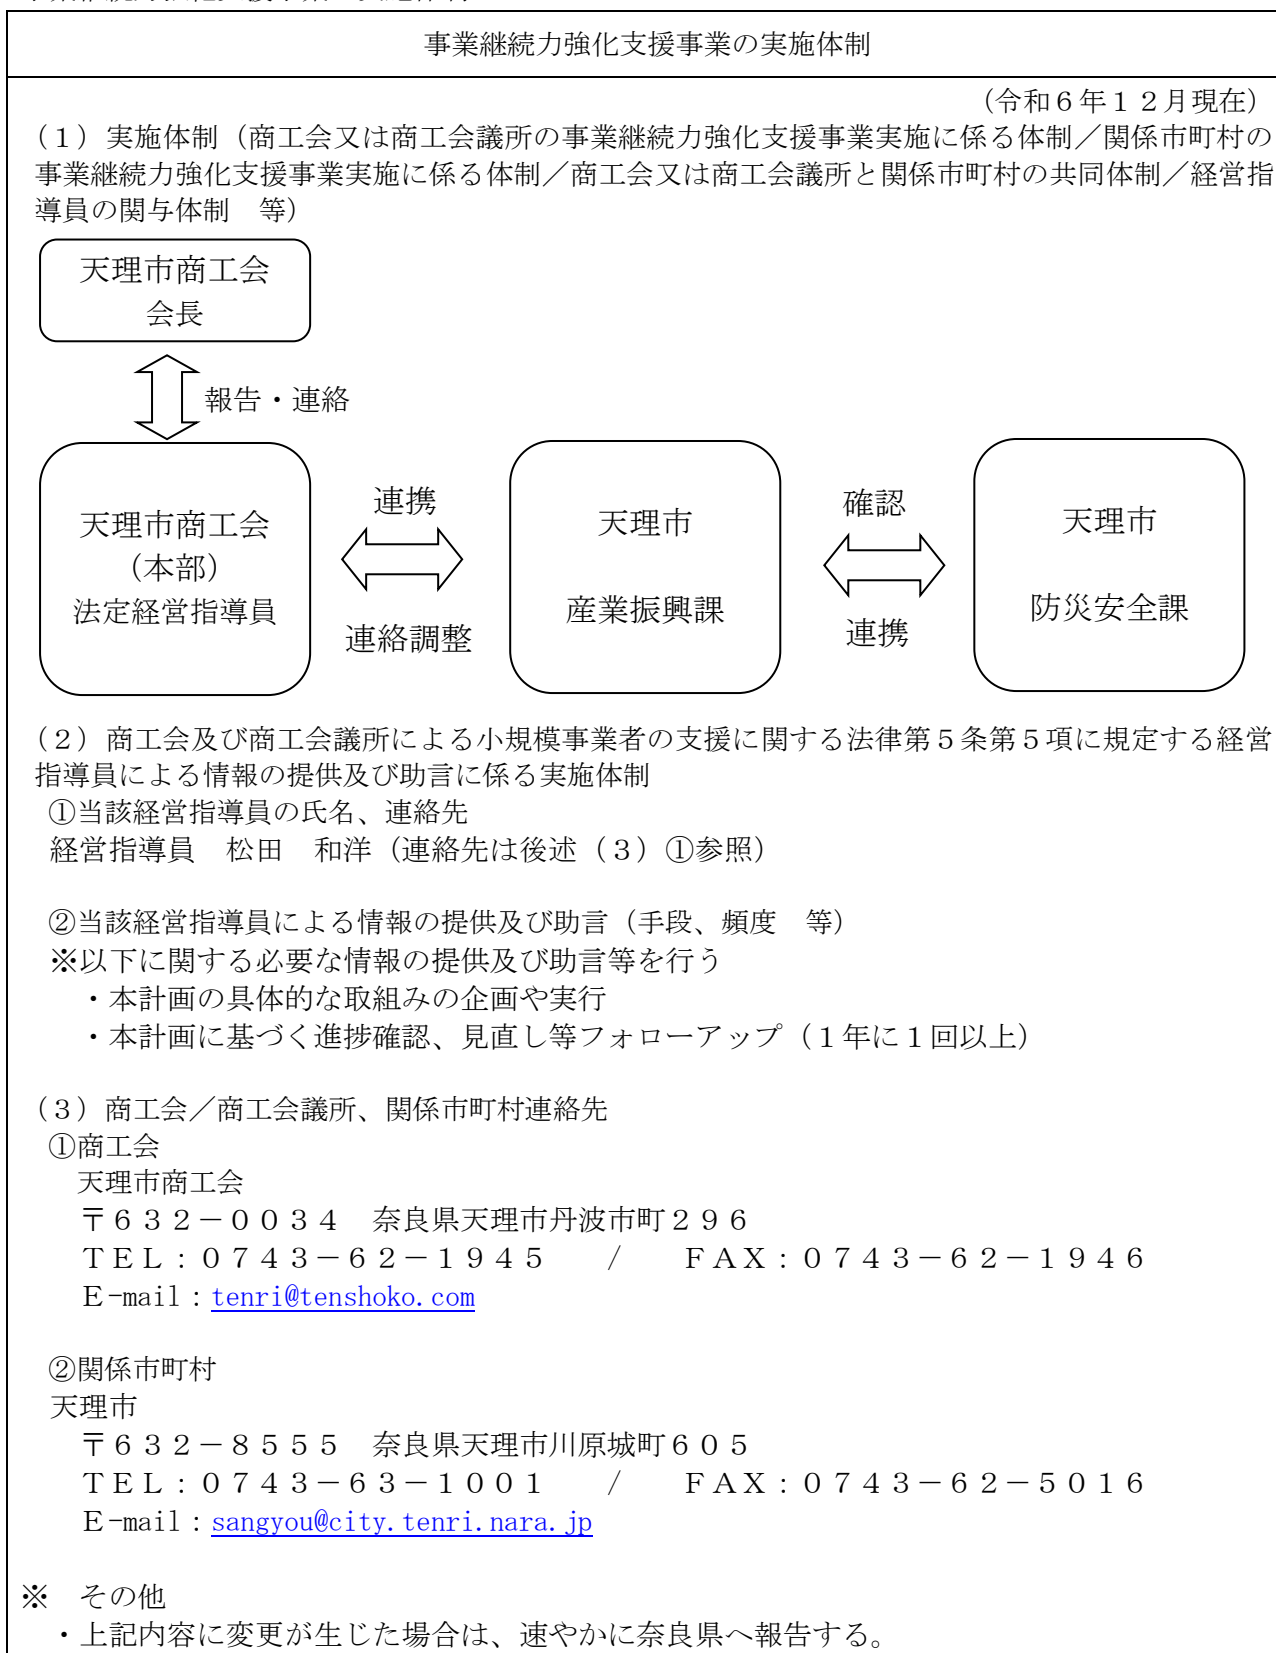 事業継続力強化支援事業の実施体制
（令和６年１２月現在）
（１）実施体制（商工会又は商工会議所の事業継続力強化支援事業実施に係る体制／関係市町村の
事業継続力強化支援事業実施に係る体制／商工会又は商工会議所と関係市町村の共同体制／経営指
導員の関与体制　等）
天理市商工会
会長
報告・連絡
天理市商工会
（本部）
法定経営指導員
連携
連絡調整
天理市
産業振興課
確認
連携
天理市
防災安全課
（２）商工会及び商工会議所による小規模事業者の支援に関する法律第５条第５項に規定する経営
指導員による情報の提供及び助言に係る実施体制
①当該経営指導員の氏名、連絡先
経営指導員　松田　和洋（連絡先は後述（３）①参照）
②当該経営指導員による情報の提供及び助言（手段、頻度　等）
※以下に関する必要な情報の提供及び助言等を行う
・本計画の具体的な取組みの企画や実行
・本計画に基づく進捗確認、見直し等フォローアップ（１年に１回以上）
（３）商工会／商工会議所、関係市町村連絡先
①商工会
天理市商工会
〒６３２－００３４　奈良県天理市丹波市町２９６
ＴＥＬ：０７４３－６２－１９４５　/　ＦＡＸ：０７４３－６２－１９４６
Ｅ-mail：tenri@tenshoko.com
②関係市町村
天理市
〒６３２－８５５５　奈良県天理市川原城町６０５
ＴＥＬ：０７４３－６３－１００１　/　ＦＡＸ：０７４３－６２－５０１６
Ｅ-mail：sangyou@city.tenri.nara.jp
※　その他
・上記内容に変更が生じた場合は、速やかに奈良県へ報告する。